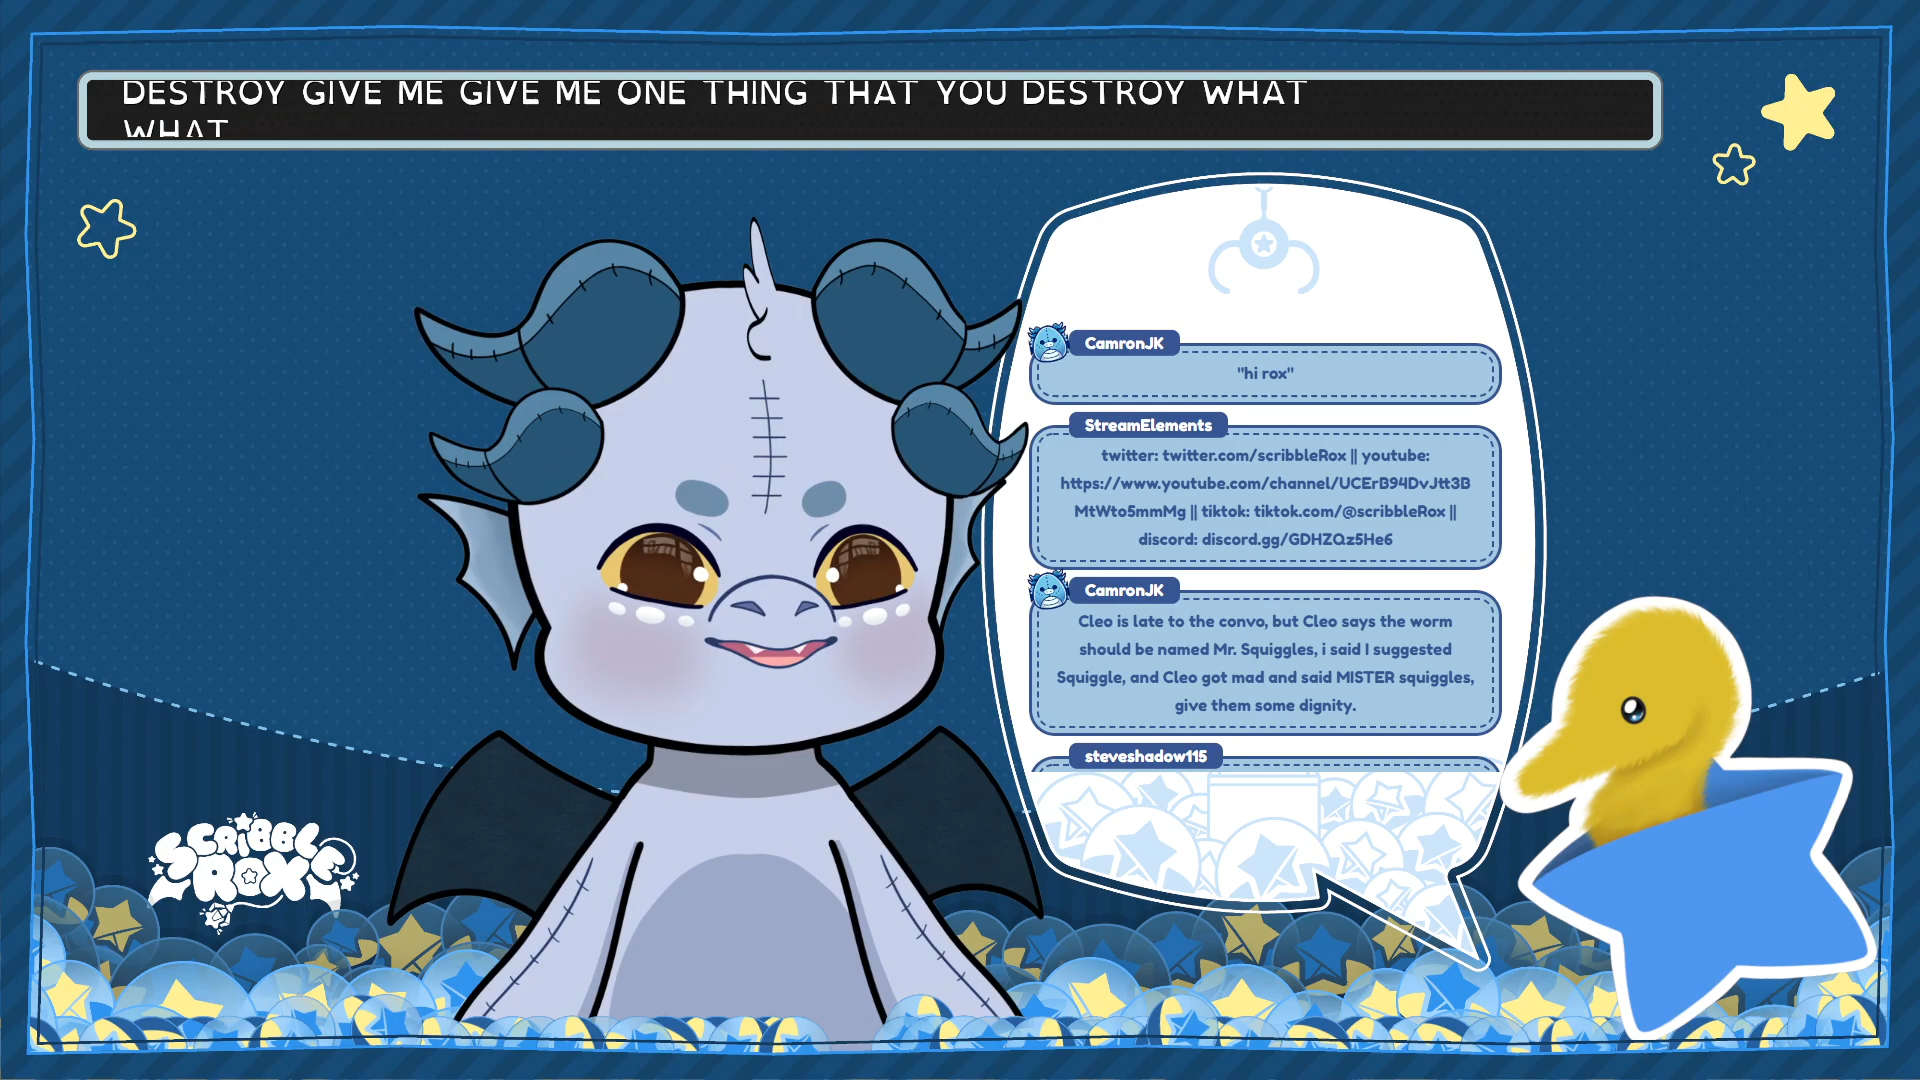 DESTROY GIVE ME GIVE ME ONE THING THAT YOU DESTROY WHAT
WHAT
CamronJK
"hi rox"
StreamElements
twitter: twitter.com/scribbleRox || youtube:
https://www.youtube.com/channel/UCErB94DvJtt3B
MtWto5mmMg || tiktok: tiktok.com/@scribbleRox ||
discord: discord.gg/GDHZQz5He6
CamronJK
Cleo is late to the convo, but Cleo says the worm
should be named Mr. Squiggles, i said I suggested
Squiggle, and Cleo got mad and said MISTER squiggles,
give them some dignity.
steveshadow115
SCRiBBLE
ROX